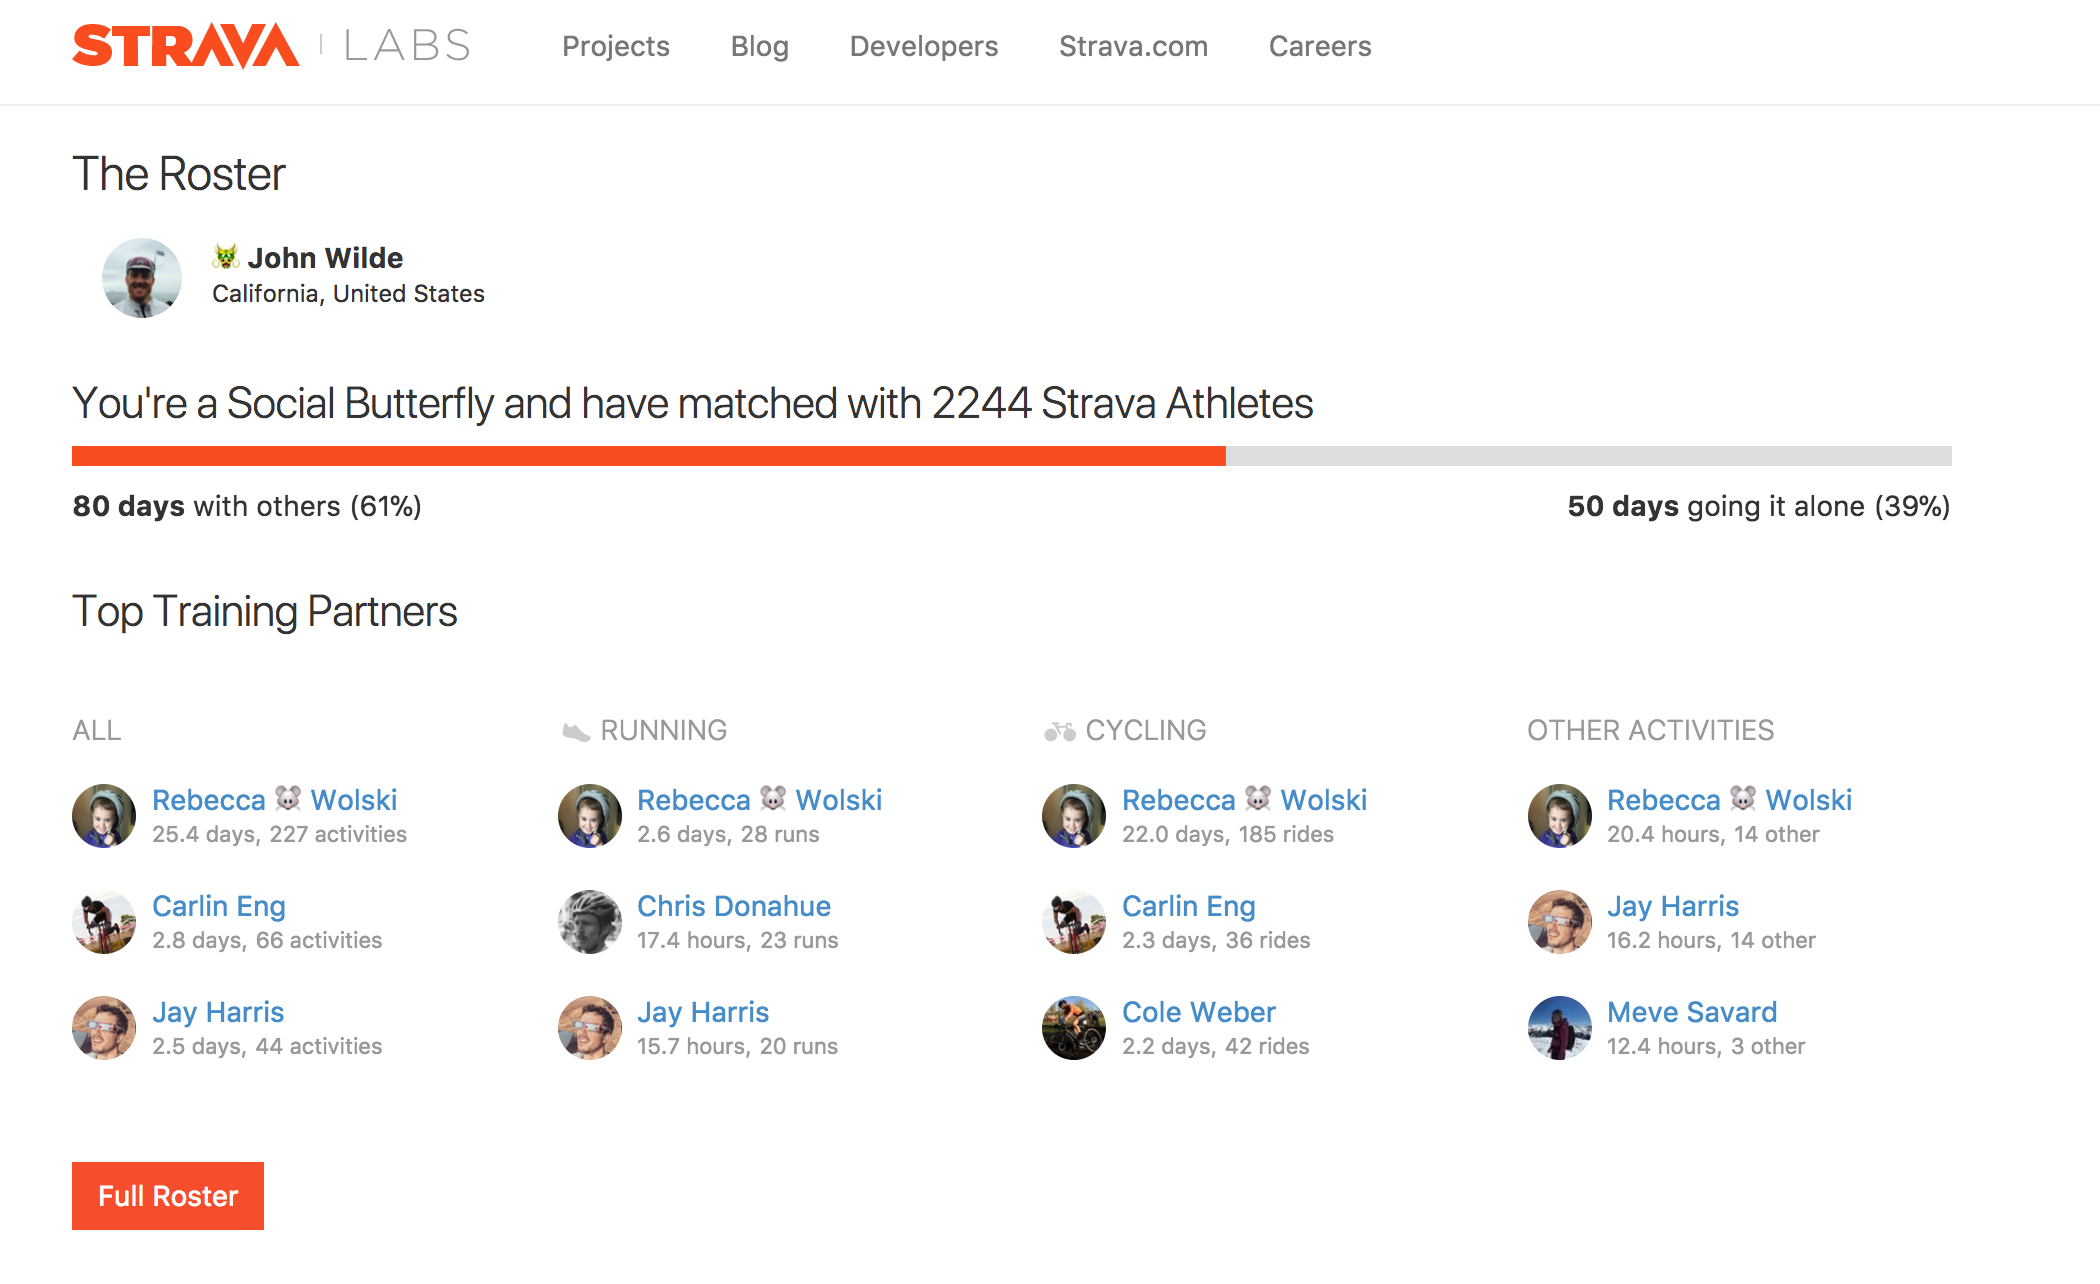 STRAVA | LABS Projects Blog Developers Strava.com Careers
The Roster
John Wilde
California, United States
You're a Social Butterfly and have matched with 2244 Strava Athletes
80 days with others (61%)
50 days going it alone (39%)
Top Training Partners
ALL
Rebecca 🐭 Wolski
25.4 days, 227 activities
Carlin Eng
2.8 days, 66 activities
Jay Harris
2.5 days, 44 activities
RUNNING
Rebecca 🐭 Wolski
2.6 days, 28 runs
Chris Donahue
17.4 hours, 23 runs
Jay Harris
15.7 hours, 20 runs
CYCLING
Rebecca 🐭 Wolski
22.0 days, 185 rides
Carlin Eng
2.3 days, 36 rides
Cole Weber
2.2 days, 42 rides
OTHER ACTIVITIES
Rebecca 🐭 Wolski
20.4 hours, 14 other
Jay Harris
16.2 hours, 14 other
Meve Savard
12.4 hours, 3 other
Full Roster